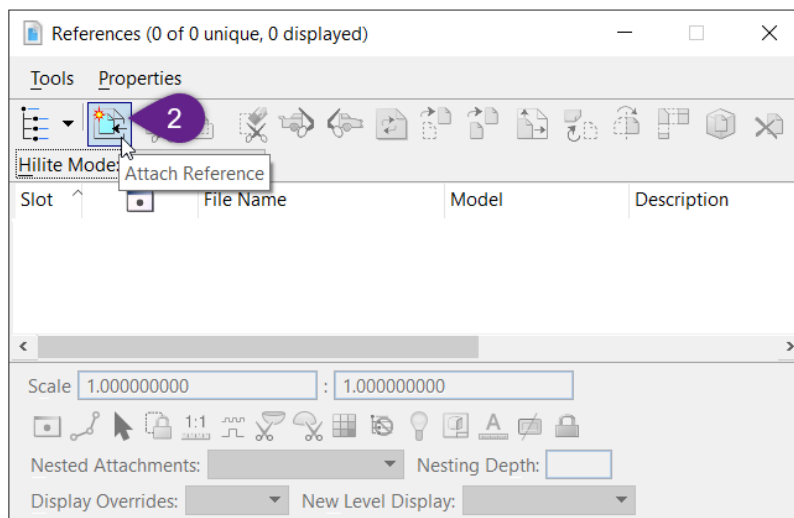 References (0 of 0 unique, 0 displayed)
Tools Properties
2
Hilite Mode:
Attach Reference
Slot File Name Model Description
Scale 1.000000000 : 1.000000000
1:1 A
Nested Attachments: Nesting Depth:
Display Overrides: New Level Display: